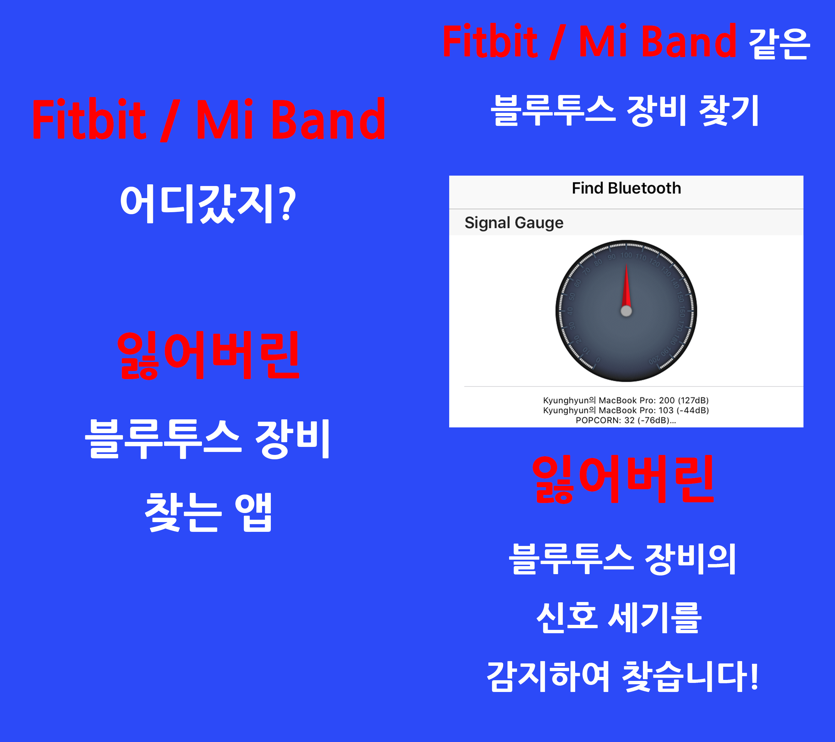 Fitbit / Mi Band
어디갔지?
잃어버린
블루투스 장비
찾는 앱
Fitbit / Mi Band 같은
블루투스 장비 찾기
Find Bluetooth
Signal Gauge
Kyunghyun의 MacBook Pro: 200 (127dB)
Kyunghyun의 MacBook Pro: 103 (-44dB)
POPCORN: 32 (-76dB)...
잃어버린
블루투스 장비의
신호 세기를
감지하여 찾습니다!